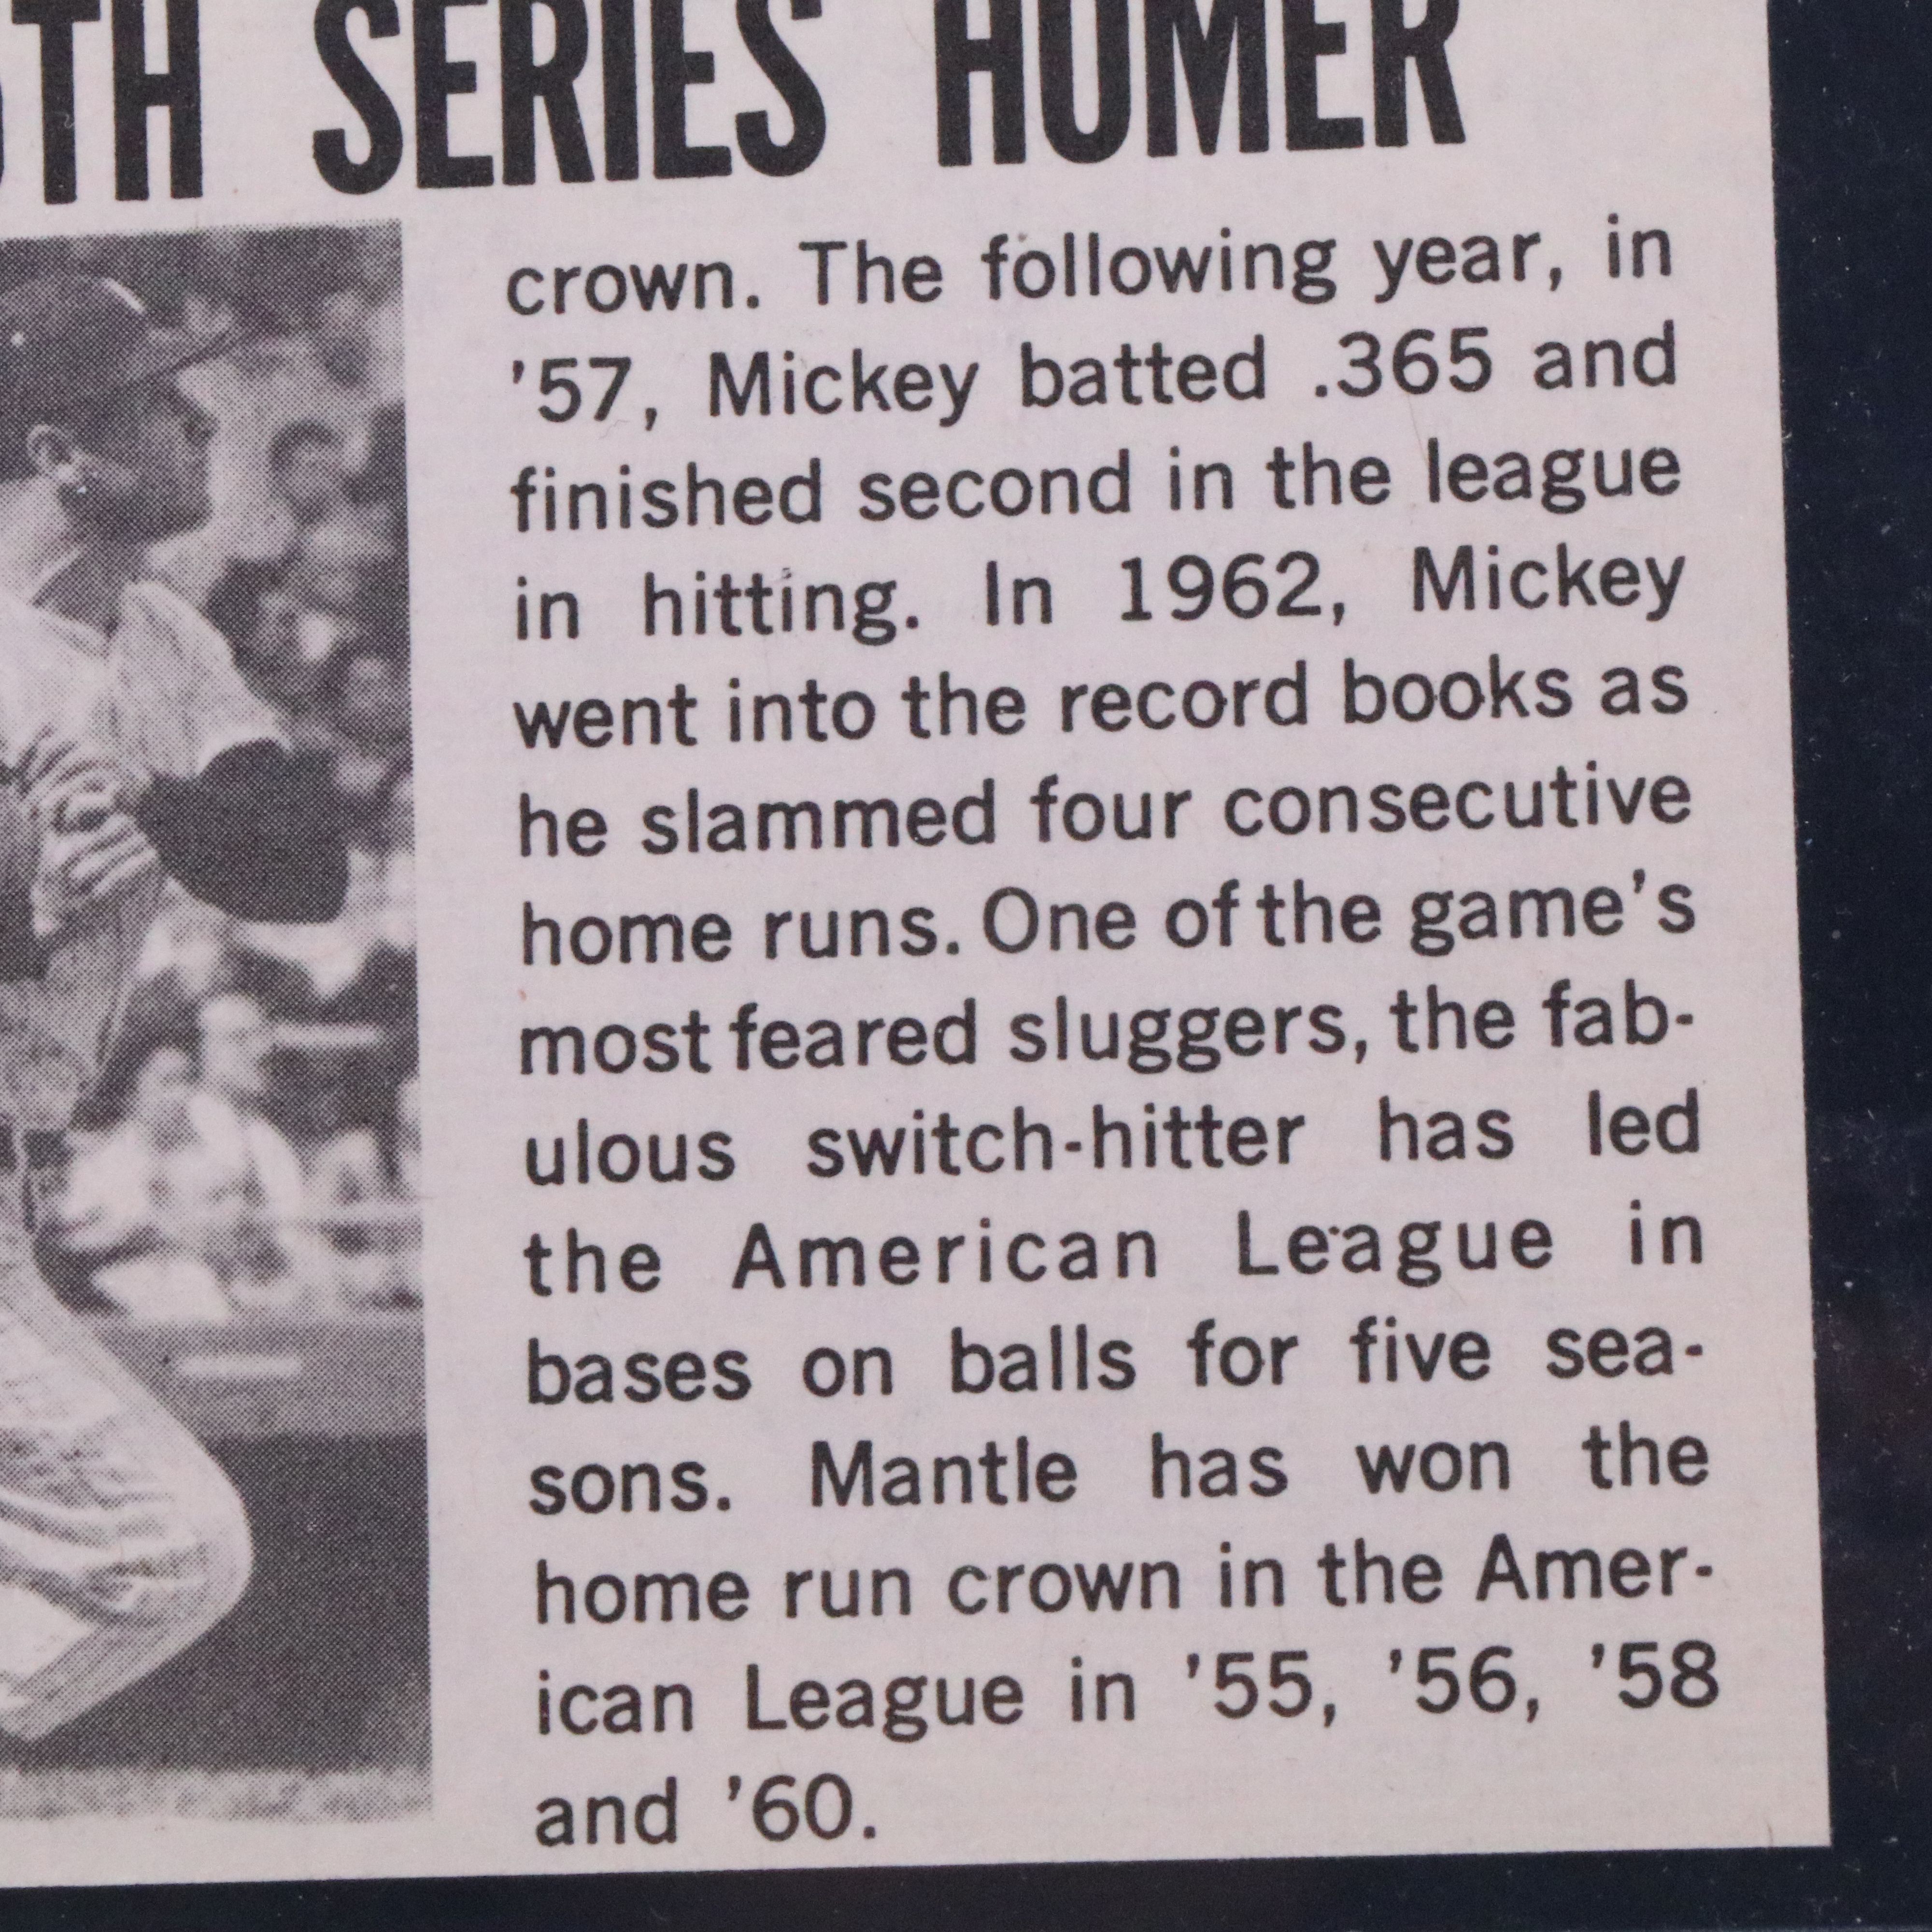 TH SERIES HOMER
crown. The following year, in
'57, Mickey batted .365 and
finished second in the league
in hitting. In 1962, Mickey
went into the record books as
he slammed four consecutive
home runs. One of the game's
most feared sluggers, the fab-
ulous switch-hitter has led
the American League in
bases on balls for five sea-
sons. Mantle has won the
home run crown in the Amer-
ican League in '55, '56, '58
and '60.